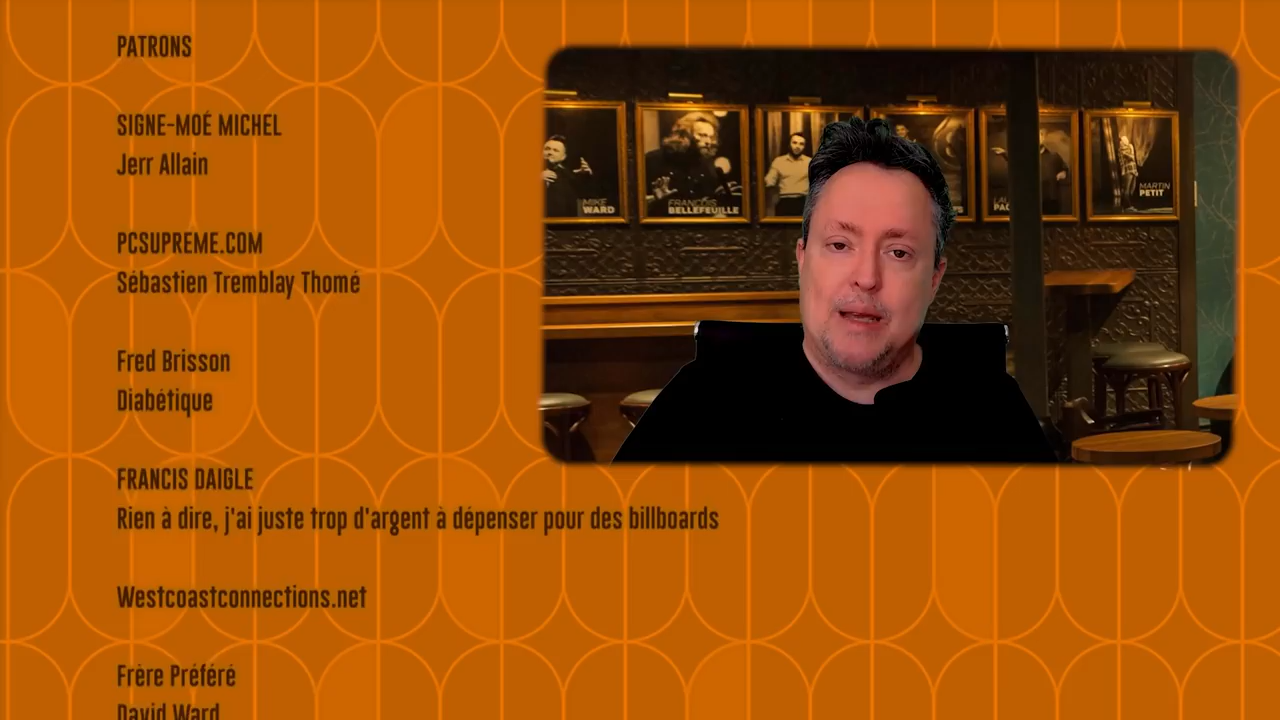 PATRONS
SIGNE-MOÉ MICHEL
Jerr Allain
PCSUPREME.COM
Sébastien Tremblay Thomé
Fred Brisson
Diabétique
FRANCIS DAIGLE
Rien à dire, j'ai juste trop d'argent à dépenser pour des billboards
Westcoastconnections.net
Frère Préféré
David Ward
MIKE
WARD
FRANÇOIS
BELLEFEUILLE
MARTIN
PETIT